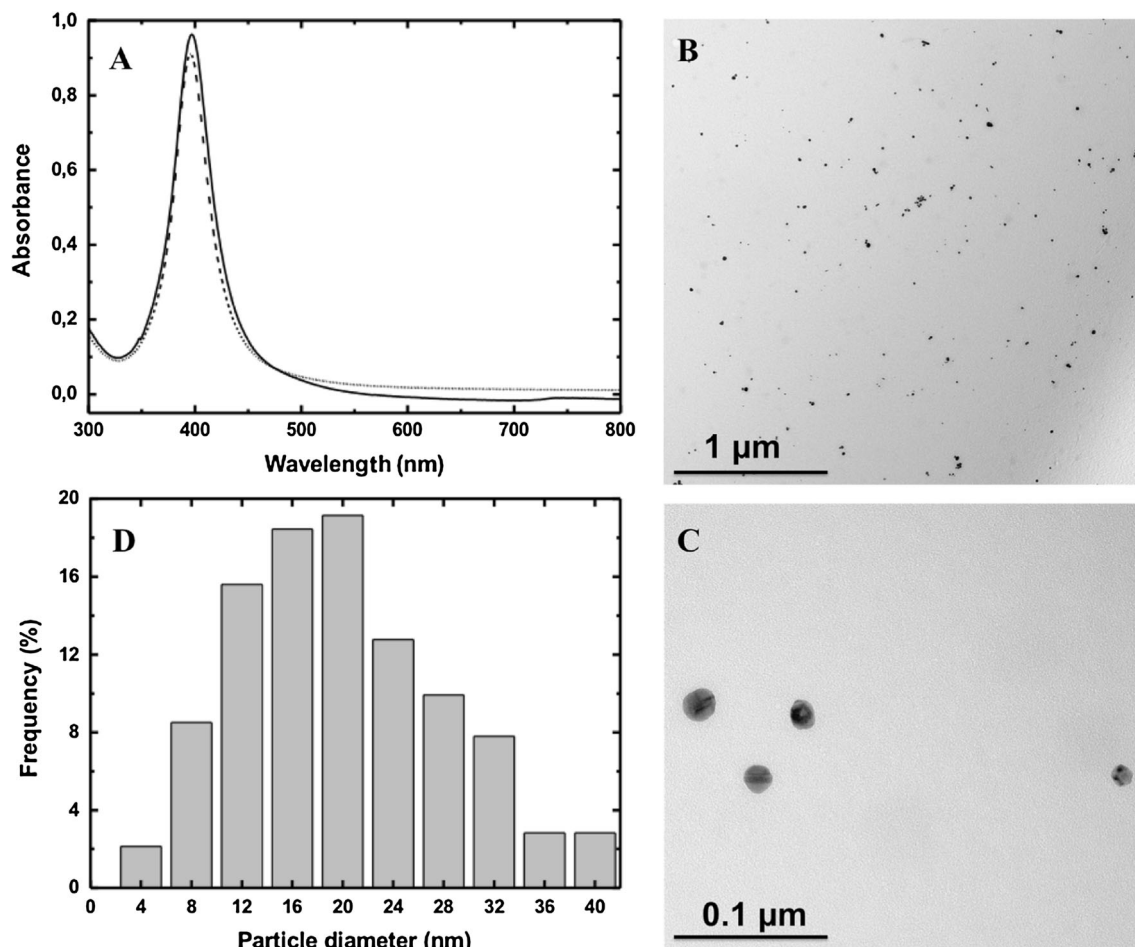 A
1,0
0,8
0,6
0,4
0,2
0,0
Absorbance
300 400 500 600 700 800
Wavelength (nm)
B
1 µm
D
20
16
12
8
4
0
Frequency (%)
0 4 8 12 16 20 24 28 32 36 40
Particle diameter (nm)
C
0.1 µm